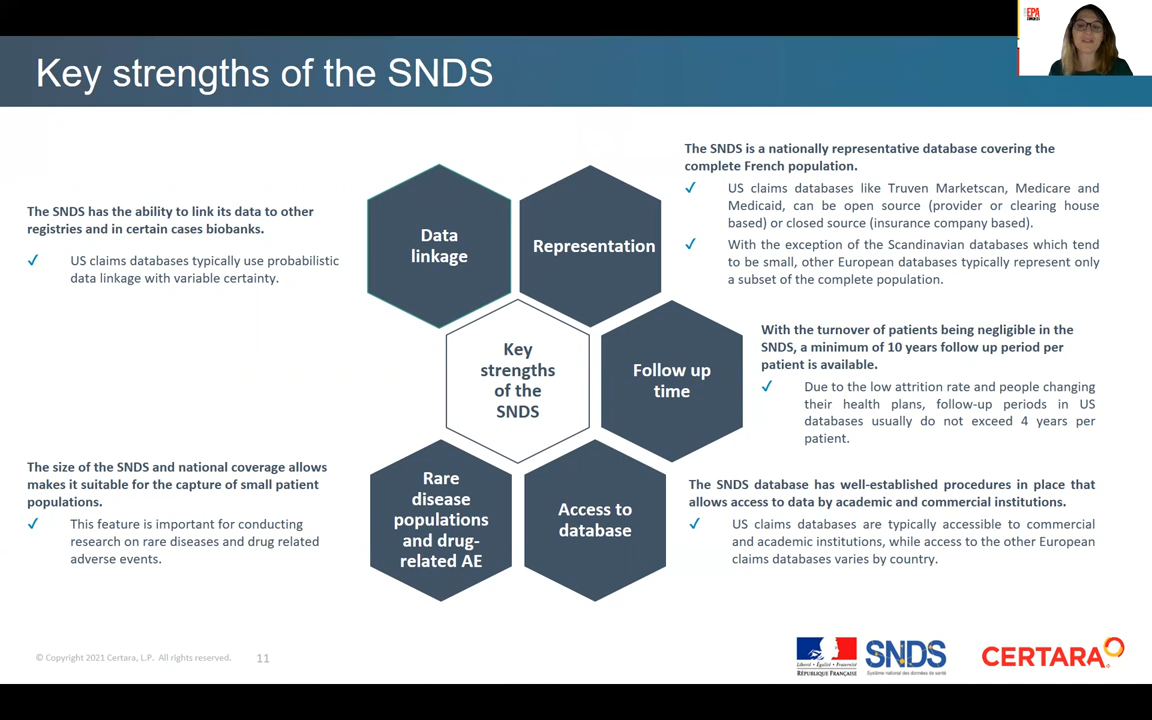 EPA
Key strengths of the SNDS
The SNDS has the ability to link its data to other
registries and in certain cases biobanks.
✓ US claims databases typically use probabilistic
data linkage with variable certainty.
Data
linkage
Representation
The SNDS is a nationally representative database covering the
complete French population.
✓ US claims databases like Truven Marketscan, Medicare and
Medicaid, can be open source (provider or clearing house
based) or closed source (insurance company based).
✓ With the exception of the Scandinavian databases which tend
to be small, other European databases typically represent only
a subset of the complete population.
Key
strengths
of the
SNDS
Follow up
time
With the turnover of patients being negligible in the
SNDS, a minimum of 10 years follow up period per
patient is available.
✓ Due to the low attrition rate and people changing
their health plans, follow-up periods in US
databases usually do not exceed 4 years per
patient.
The size of the SNDS and national coverage allows
makes it suitable for the capture of small patient
populations.
✓ This feature is important for conducting
research on rare diseases and drug related
adverse events.
Rare
disease
populations
and drug-
related AE
Access to
database
The SNDS database has well-established procedures in place that
allows access to data by academic and commercial institutions.
✓ US claims databases are typically accessible to commercial
and academic institutions, while access to the other European
claims databases varies by country.
© Copyright 2021 Certara, L.P. All rights reserved.
11
Liberté • Égalité • Fraternité
RÉPUBLIQUE FRANÇAISE
SNDS
Système national des données de santé
CERTARA